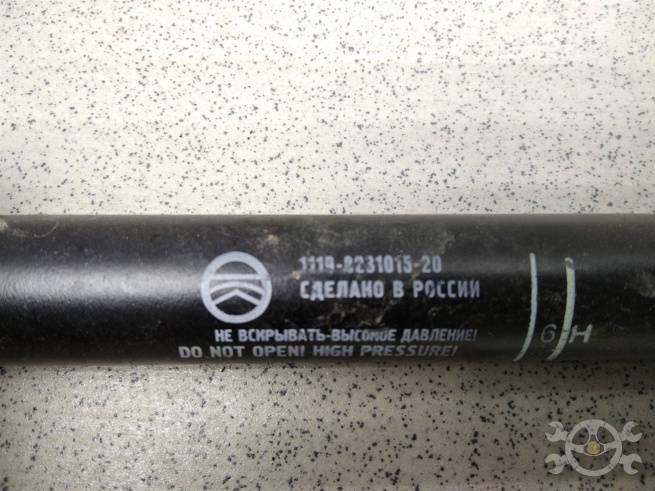 1119-8231015-20
СДЕЛАНО В РОССИИ
НЕ ВСКРЫВАТЬ-ВЫСОКОЕ ДАВЛЕНИЕ!
DO NOT OPEN! HIGH PRESSURE!
6 H